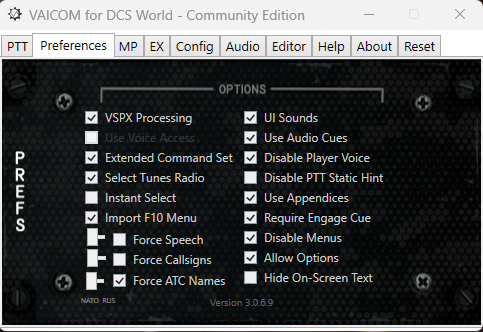 VAICOM for DCS World - Community Edition
PTT Preferences MP EX Config Audio Editor Help About Reset
OPTIONS
PREFS
VSPX Processing
Use Voice Access
Extended Command Set
Select Tunes Radio
Instant Select
Import F10 Menu
Force Speech
Force Callsigns
Force ATC Names
NATO RUS
UI Sounds
Use Audio Cues
Disable Player Voice
Disable PTT Static Hint
Use Appendices
Require Engage Cue
Disable Menus
Allow Options
Hide On-Screen Text
Version 3.0.6.9